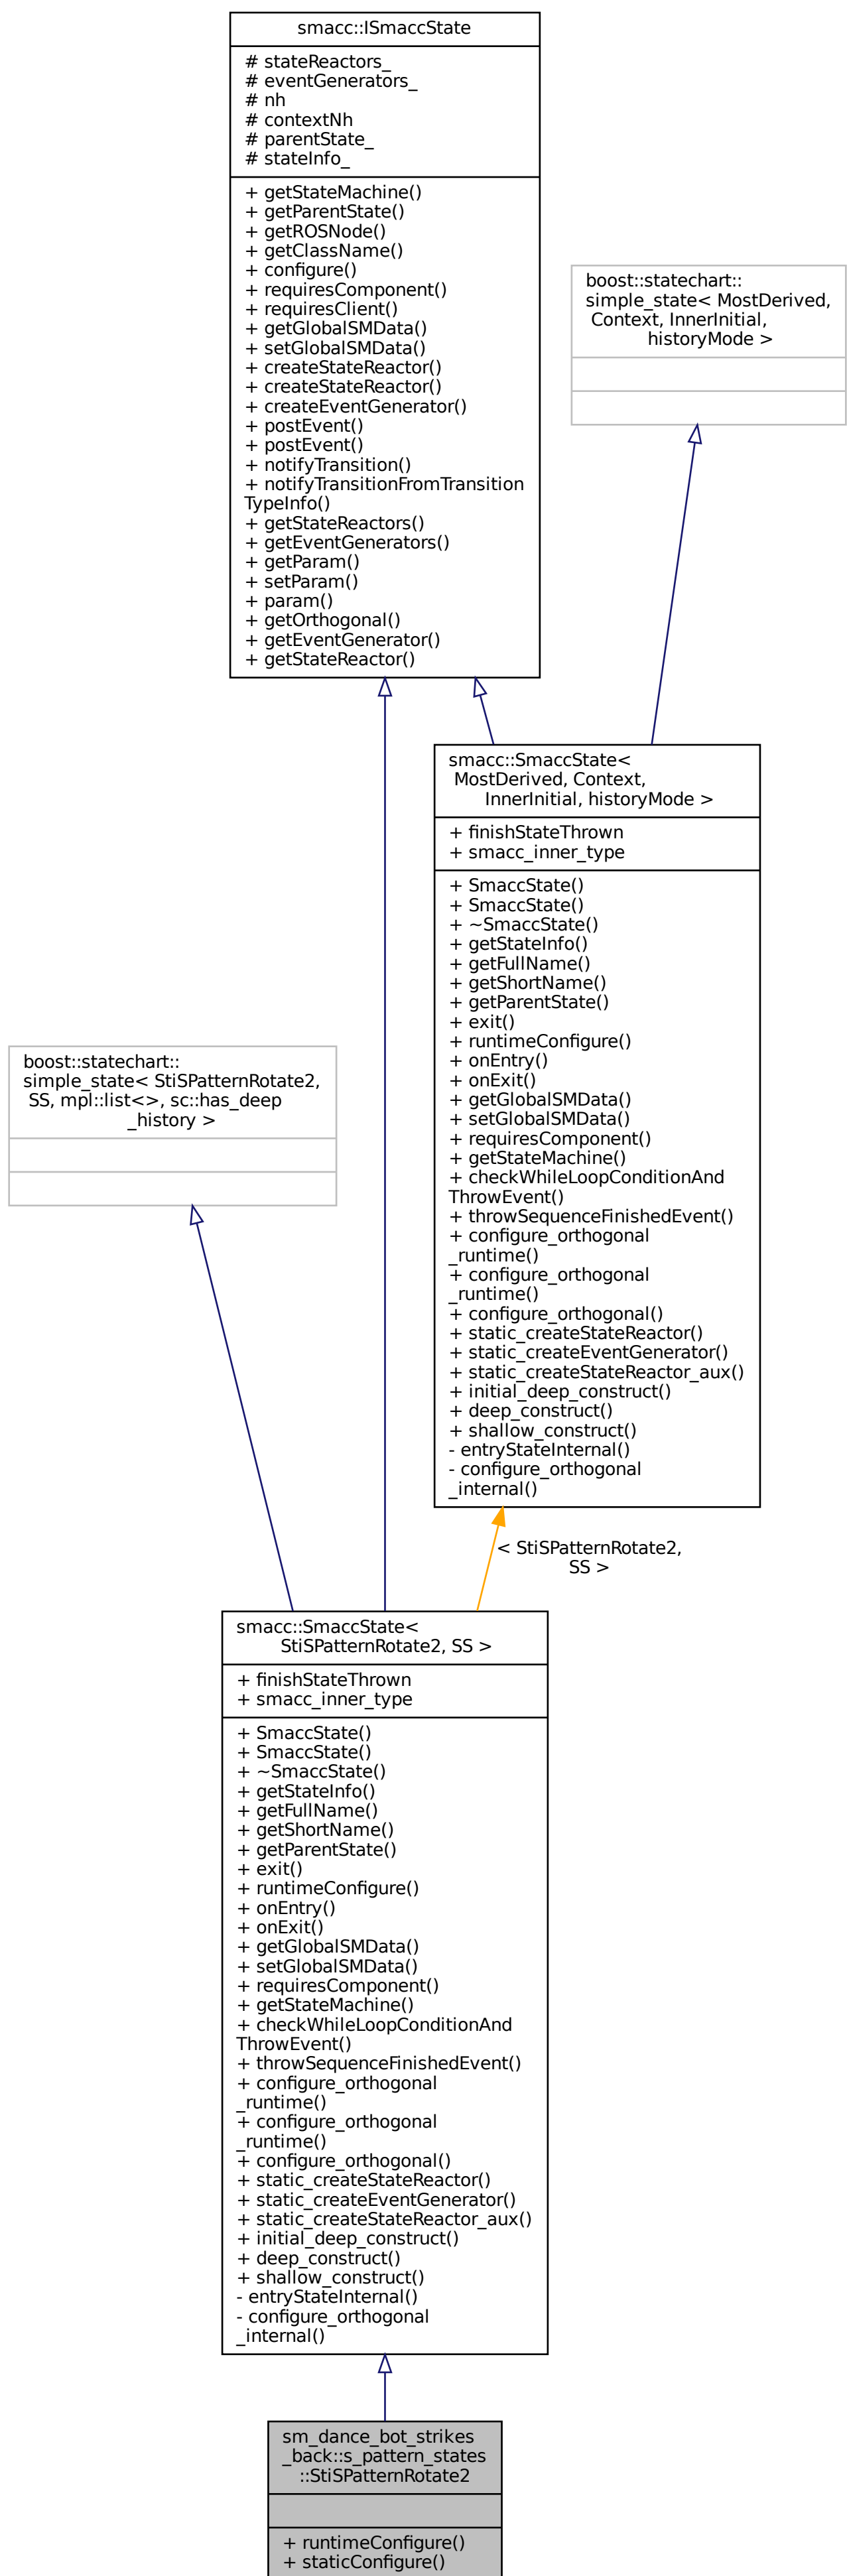 smacc::ISmaccState
# stateReactors_
# eventGenerators_
# nh
# contextNh
# parentState_
# stateInfo_
+ getStateMachine()
+ getParentState()
+ getROSNode()
+ getClassName()
+ configure()
+ requiresComponent()
+ requiresClient()
+ getGlobalSMData()
+ setGlobalSMData()
+ createStateReactor()
+ createStateReactor()
+ createEventGenerator()
+ postEvent()
+ postEvent()
+ notifyTransition()
+ notifyTransitionFromTransition
TypeInfo()
+ getStateReactors()
+ getEventGenerators()
+ getParam()
+ setParam()
+ param()
+ getOrthogonal()
+ getEventGenerator()
+ getStateReactor()
boost::statechart::
simple_state< MostDerived,
Context, InnerInitial,
historyMode >
smacc::SmaccState<
MostDerived, Context,
InnerInitial, historyMode >
+ finishStateThrown
+ smacc_inner_type
+ SmaccState()
+ SmaccState()
+ ~SmaccState()
+ getStateInfo()
+ getFullName()
+ getShortName()
+ getParentState()
+ exit()
+ runtimeConfigure()
+ onEntry()
+ onExit()
+ getGlobalSMData()
+ setGlobalSMData()
+ requiresComponent()
+ getStateMachine()
+ checkWhileLoopConditionAnd
ThrowEvent()
+ throwSequenceFinishedEvent()
+ configure_orthogonal
_runtime()
+ configure_orthogonal
_runtime()
+ configure_orthogonal()
+ static_createStateReactor()
+ static_createEventGenerator()
+ static_createStateReactor_aux()
+ initial_deep_construct()
+ deep_construct()
+ shallow_construct()
- entryStateInternal()
- configure_orthogonal
_internal()
boost::statechart::
simple_state< StiSPatternRotate2,
SS, mpl::list<>, sc::has_deep
_history >
< StiSPatternRotate2,
SS >
smacc::SmaccState<
StiSPatternRotate2, SS >
+ finishStateThrown
+ smacc_inner_type
+ SmaccState()
+ SmaccState()
+ ~SmaccState()
+ getStateInfo()
+ getFullName()
+ getShortName()
+ getParentState()
+ exit()
+ runtimeConfigure()
+ onEntry()
+ onExit()
+ getGlobalSMData()
+ setGlobalSMData()
+ requiresComponent()
+ getStateMachine()
+ checkWhileLoopConditionAnd
ThrowEvent()
+ throwSequenceFinishedEvent()
+ configure_orthogonal
_runtime()
+ configure_orthogonal
_runtime()
+ configure_orthogonal()
+ static_createStateReactor()
+ static_createEventGenerator()
+ static_createStateReactor_aux()
+ initial_deep_construct()
+ deep_construct()
+ shallow_construct()
- entryStateInternal()
- configure_orthogonal
_internal()
sm_dance_bot_strikes
_back::s_pattern_states
::StiSPatternRotate2
+ runtimeConfigure()
+ staticConfigure()